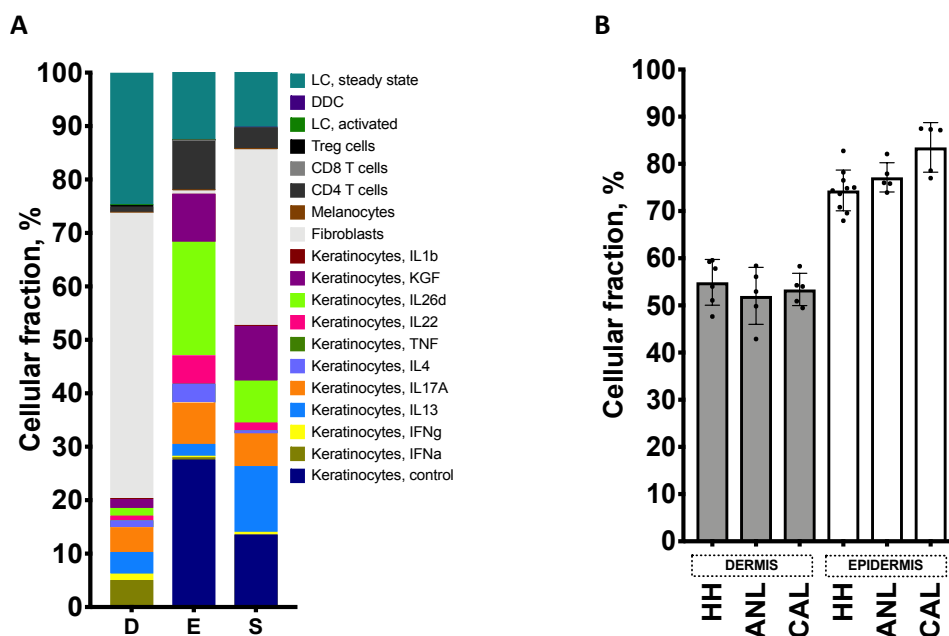 A
B
Cellular fraction, %
100
90
80
70
60
50
40
30
20
10
0
D E S
LC, steady state
DDC
LC, activated
Treg cells
CD8 T cells
CD4 T cells
Melanocytes
Fibroblasts
Keratinocytes, IL1b
Keratinocytes, KGF
Keratinocytes, IL26d
Keratinocytes, IL22
Keratinocytes, TNF
Keratinocytes, IL4
Keratinocytes, IL17A
Keratinocytes, IL13
Keratinocytes, IFNg
Keratinocytes, IFNa
Keratinocytes, control
Cellular fraction, %
100
90
80
70
60
50
40
30
20
10
0
DERMIS EPIDERMIS
HH ANL CAL HH ANL CAL